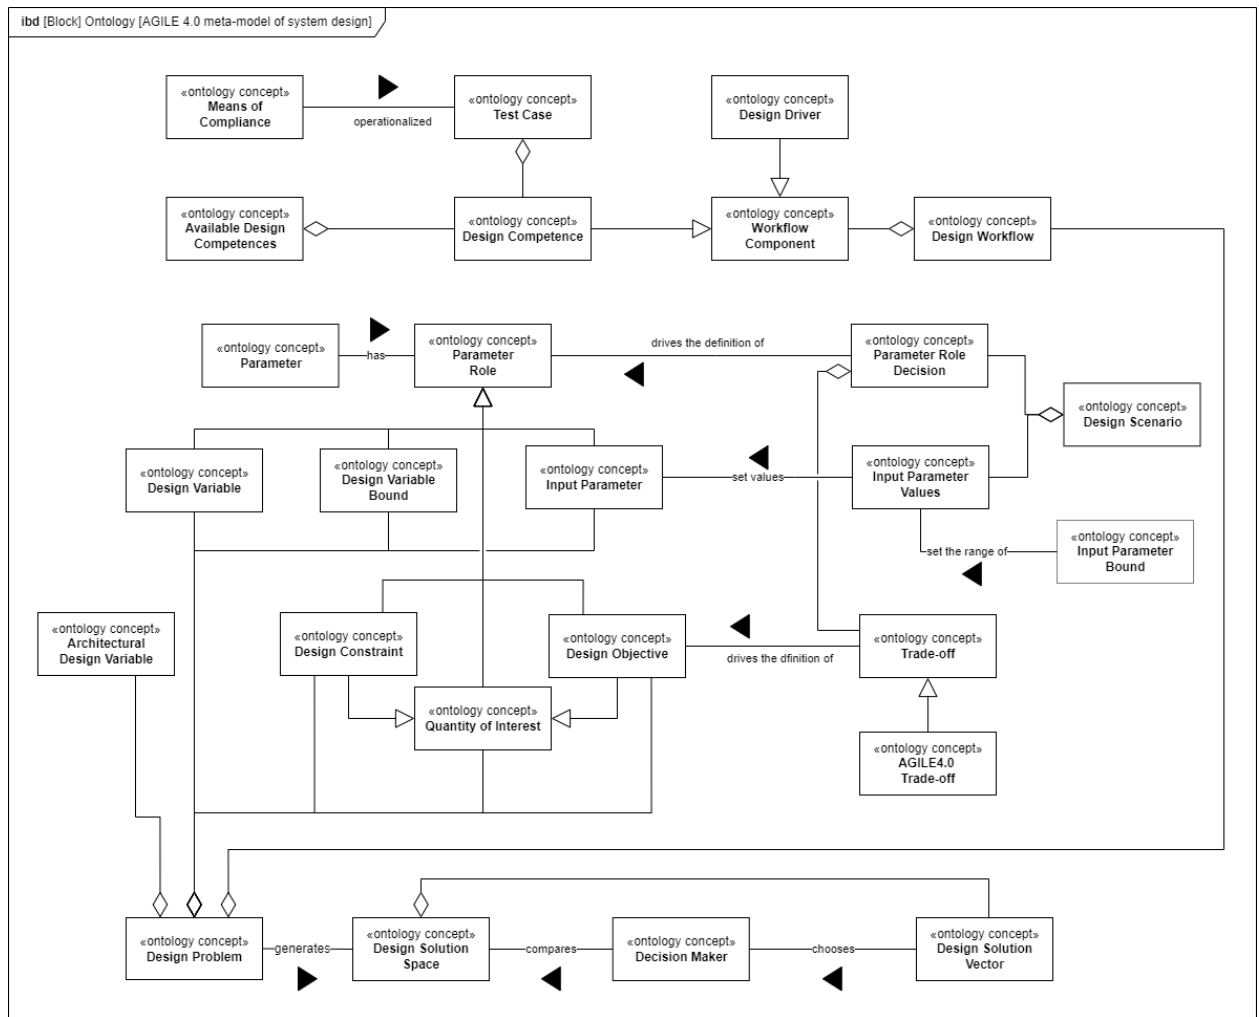 ibd [Block] Ontology [AGILE 4.0 meta-model of system design]
«ontology concept»
Means of
Compliance
operationalized
«ontology concept»
Test Case
«ontology concept»
Design Driver
«ontology concept»
Available Design
Competences
«ontology concept»
Design Competence
«ontology concept»
Workflow
Component
«ontology concept»
Design Workflow
«ontology concept»
Parameter
has
«ontology concept»
Parameter
Role
drives the definition of
«ontology concept»
Parameter Role
Decision
«ontology concept»
Design Scenario
«ontology concept»
Design Variable
«ontology concept»
Design Variable
Bound
«ontology concept»
Input Parameter
set values
«ontology concept»
Input Parameter
Values
set the range of
«ontology concept»
Input Parameter
Bound
«ontology concept»
Architectural
Design Variable
«ontology concept»
Design Constraint
«ontology concept»
Design Objective
drives the dfinition of
«ontology concept»
Trade-off
«ontology concept»
Quantity of Interest
«ontology concept»
AGILE4.0
Trade-off
«ontology concept»
Design Problem
generates
«ontology concept»
Design Solution
Space
compares
«ontology concept»
Decision Maker
chooses
«ontology concept»
Design Solution
Vector